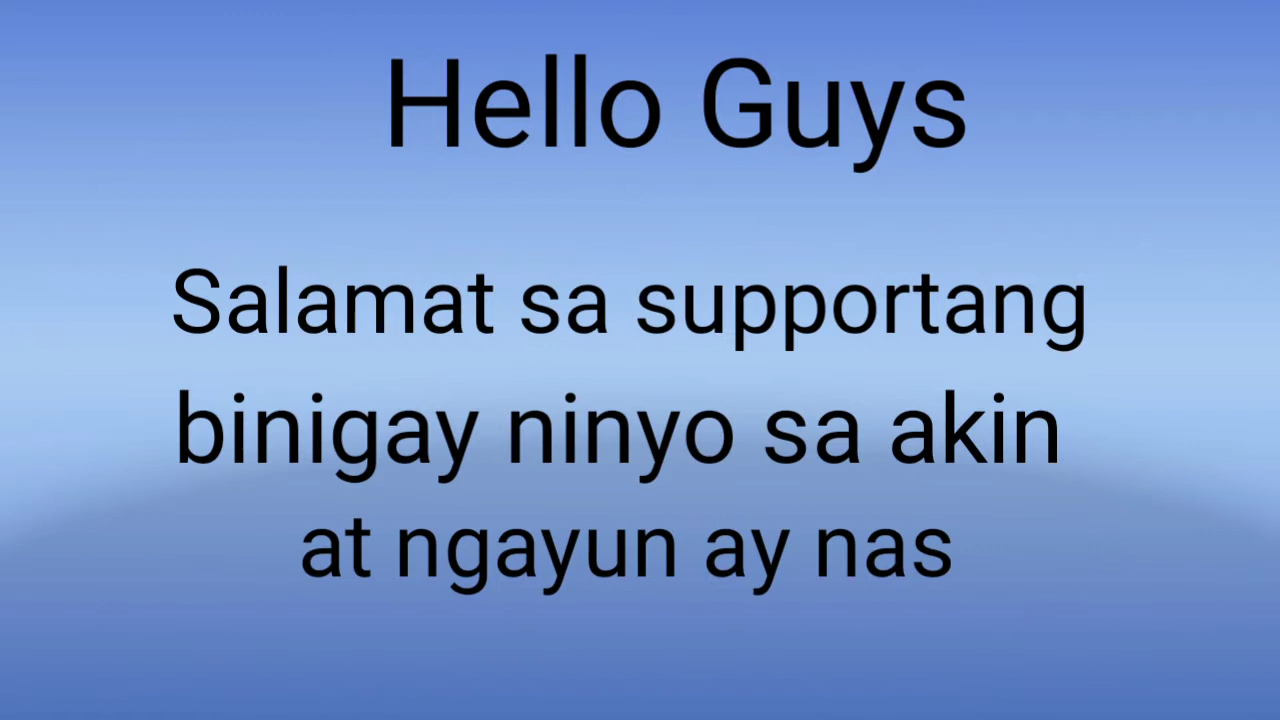 Hello Guys
Salamat sa supportang
binigay ninyo sa akin
at ngayun ay nas